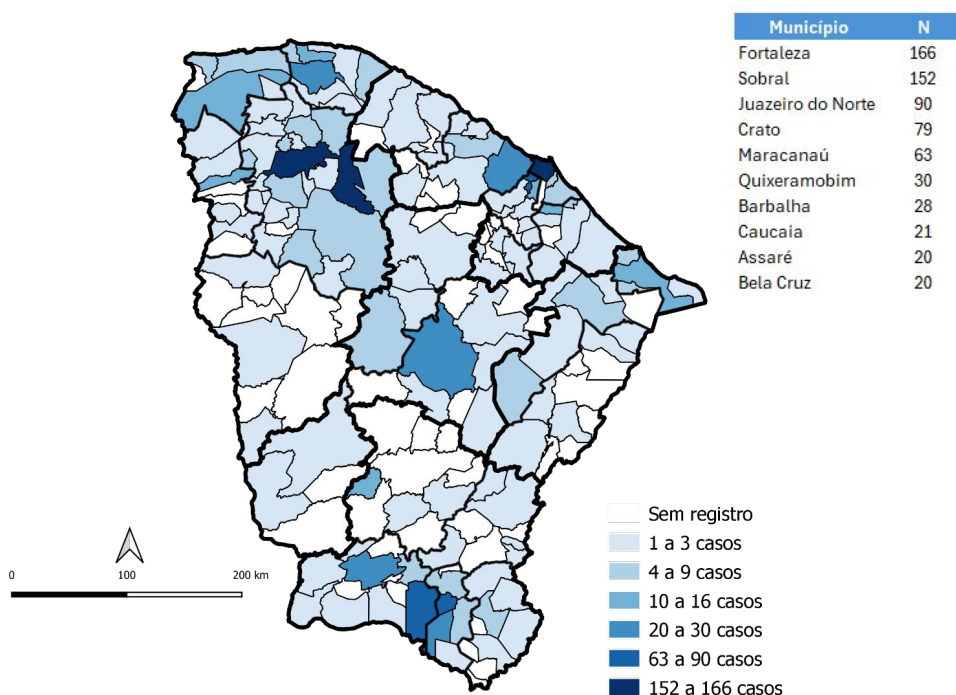 Município N
Fortaleza 166
Sobral 152
Juazeiro do Norte 90
Crato 79
Maracanaú 63
Quixeramobim 30
Barbalha 28
Caucaia 21
Assaré 20
Bela Cruz 20
Sem registro
1 a 3 casos
4 a 9 casos
10 a 16 casos
20 a 30 casos
63 a 90 casos
152 a 166 casos
0 100 200 km